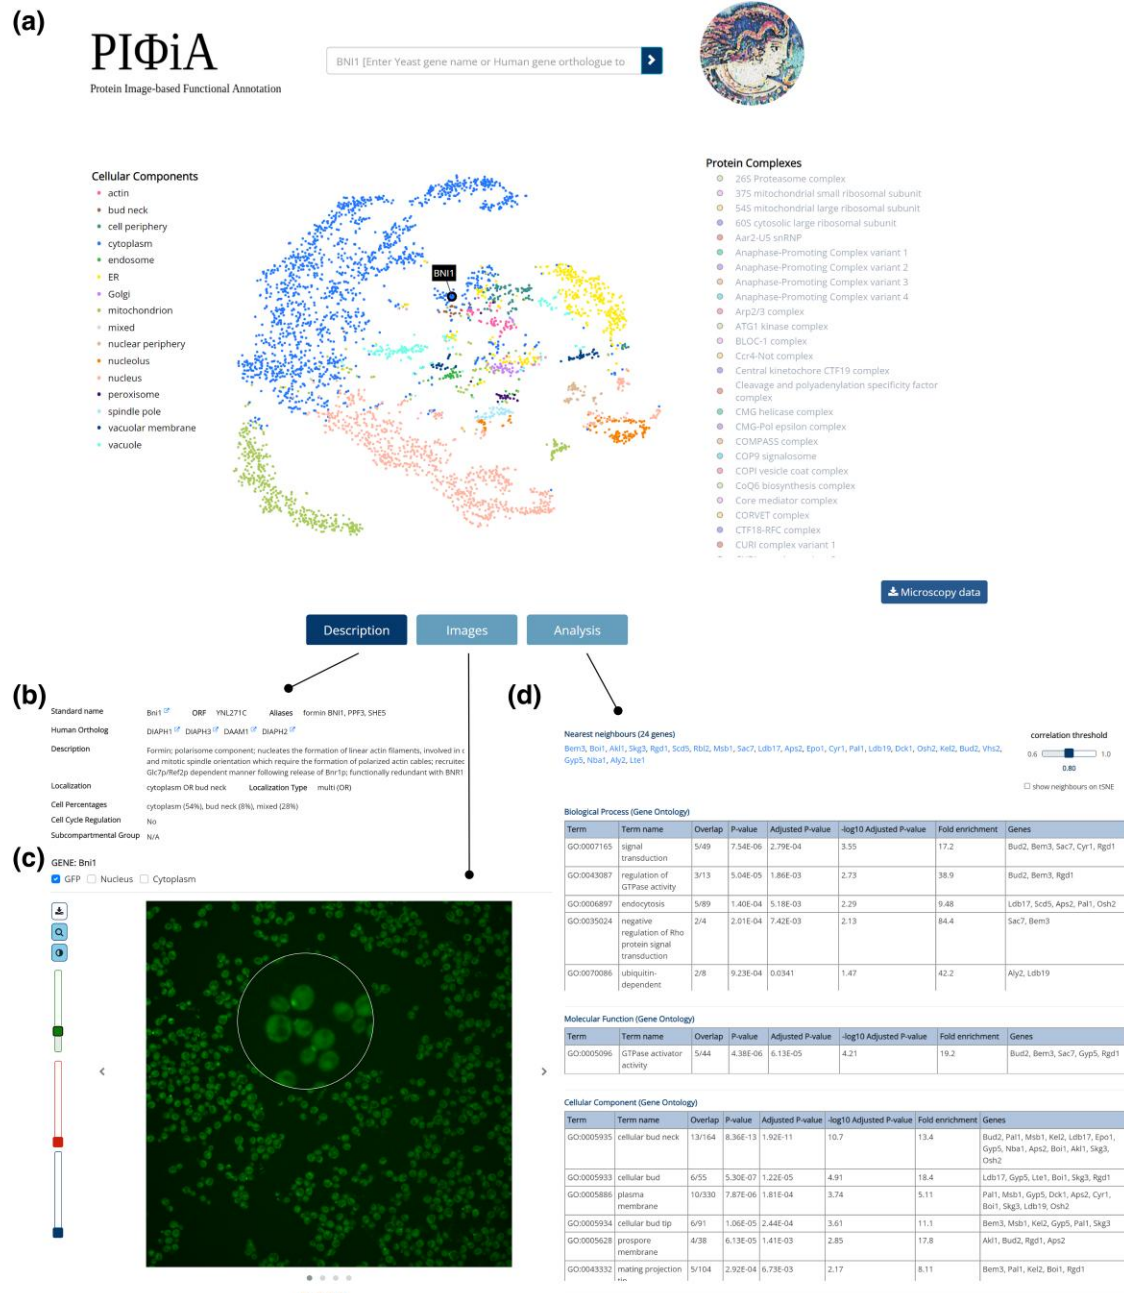 (a)
PIΦiA
Protein Image-based Functional Annotation
BNI1 [Enter Yeast gene name or Human gene orthologue to
Cellular Components
actin
bud neck
cell periphery
cytoplasm
endosome
ER
Golgi
mitochondrion
mixed
nuclear periphery
nucleolus
nucleus
peroxisome
spindle pole
vacuolar membrane
vacuole
BNI1
Protein Complexes
26S Proteasome complex
37S mitochondrial small ribosomal subunit
54S mitochondrial large ribosomal subunit
60S cytosolic large ribosomal subunit
Aar2-U5 snRNP
Anaphase-Promoting Complex variant 1
Anaphase-Promoting Complex variant 2
Anaphase-Promoting Complex variant 3
Anaphase-Promoting Complex variant 4
Arp2/3 complex
ATG1 kinase complex
BLOC-1 complex
Ccr4-Not complex
Central kinetochore CTF19 complex
Cleavage and polyadenylation specificity factor
complex
CMG helicase complex
CMG-Pol epsilon complex
COMPASS complex
COP9 signalosome
COPI vesicle coat complex
CoQ6 biosynthesis complex
Core mediator complex
CORVET complex
CTF18-RFC complex
CURI complex variant 1
Microscopy data
Description Images Analysis
(b)
Standard name Bni1 ORF YNL271C Aliases formin BNI1, PPF3, SHE5
Human Ortholog DIAPH1 DIAPH3 DAAM1 DIAPH2
Description Formin; polarisome component; nucleates the formation of linear actin filaments, involved in c
and mitotic spindle orientation which require the formation of polarized actin cables; recruited
Glc7p/Ref2p dependent manner following release of Bnr1p; functionally redundant with BNR1
Localization cytoplasm OR bud neck Localization Type multi (OR)
Cell Percentages cytoplasm (54%), bud neck (8%), mixed (28%)
Cell Cycle Regulation No
Subcompartmental Group N/A
(c)
GENE: Bni1
GFP Nucleus Cytoplasm
(d)
Nearest neighbours (24 genes)
Bem3, Boi1, Akl1, Skg3, Rgd1, Scd5, Rbl2, Msb1, Sac7, Ldb17, Aps2, Epo1, Cyr1, Pal1, Ldb19, Dck1, Osh2, Kel2, Bud2, Vhs2,
Gyp5, Nba1, Aly2, Lte1
correlation threshold
0.6 1.0
0.80
show neighbours on tSNE
Biological Process (Gene Ontology)
Term Term name Overlap P-value Adjusted P-value -log10 Adjusted P-value Fold enrichment Genes
GO:0007165 signal transduction 5/49 7.54E-06 2.79E-04 3.55 17.2 Bud2, Bem3, Sac7, Cyr1, Rgd1
GO:0043087 regulation of GTPase activity 3/13 5.04E-05 1.86E-03 2.73 38.9 Bud2, Bem3, Rgd1
GO:0006897 endocytosis 5/89 1.40E-04 5.18E-03 2.29 9.48 Ldb17, Scd5, Aps2, Pal1, Osh2
GO:0035024 negative regulation of Rho protein signal transduction 2/4 2.01E-04 7.42E-03 2.13 84.4 Sac7, Bem3
GO:0070086 ubiquitin-dependent 2/8 9.23E-04 0.0341 1.47 42.2 Aly2, Ldb19
Molecular Function (Gene Ontology)
Term Term name Overlap P-value Adjusted P-value -log10 Adjusted P-value Fold enrichment Genes
GO:0005096 GTPase activator activity 5/44 4.38E-06 6.13E-05 4.21 19.2 Bud2, Bem3, Sac7, Gyp5, Rgd1
Cellular Component (Gene Ontology)
Term Term name Overlap P-value Adjusted P-value -log10 Adjusted P-value Fold enrichment Genes
GO:0005935 cellular bud neck 13/164 8.36E-13 1.92E-11 10.7 13.4 Bud2, Pal1, Msb1, Kel2, Ldb17, Epo1, Gyp5, Nba1, Aps2, Boi1, Akl1, Skg3, Osh2
GO:0005933 cellular bud 6/55 5.30E-07 1.22E-05 4.91 18.4 Ldb17, Gyp5, Lte1, Boi1, Skg3, Rgd1
GO:0005886 plasma membrane 10/330 7.87E-06 1.81E-04 3.74 5.11 Pal1, Msb1, Gyp5, Dck1, Aps2, Cyr1, Boi1, Skg3, Ldb19, Osh2
GO:0005934 cellular bud tip 6/91 1.06E-05 2.44E-04 3.61 11.1 Bem3, Msb1, Kel2, Gyp5, Pal1, Skg3
GO:0005628 prospore membrane 4/38 6.13E-05 1.41E-03 2.85 17.8 Akl1, Bud2, Rgd1, Aps2
GO:0043332 mating projection 5/104 2.92E-04 6.73E-03 2.17 8.11 Bem3, Pal1, Kel2, Boi1, Rgd1